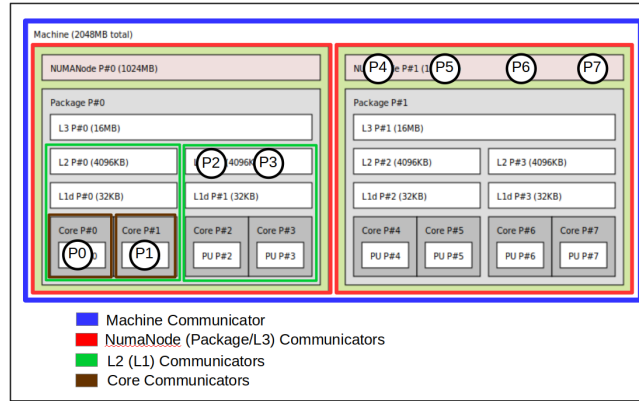 Machine (2048MB total)
NUMANode P#0 (1024MB)
P4 P5 P6 P7
NU e P#1 (1
Package P#0
Package P#1
L3 P#0 (16MB)
L3 P#1 (16MB)
L2 P#0 (4096KB)
P2 (4096KB) P3
L2 P#2 (4096KB)
L2 P#3 (4096KB)
L1d P#0 (32KB)
L1d P#1 (32KB)
L1d P#2 (32KB)
L1d P#3 (32KB)
Core P#0
Core P#1
Core P#2
Core P#3
Core P#4
Core P#5
Core P#6
Core P#7
P0
P1
PU P#2
PU P#3
PU P#4
PU P#5
PU P#6
PU P#7
Machine Communicator
NumaNode (Package/L3) Communicators
L2 (L1) Communicators
Core Communicators